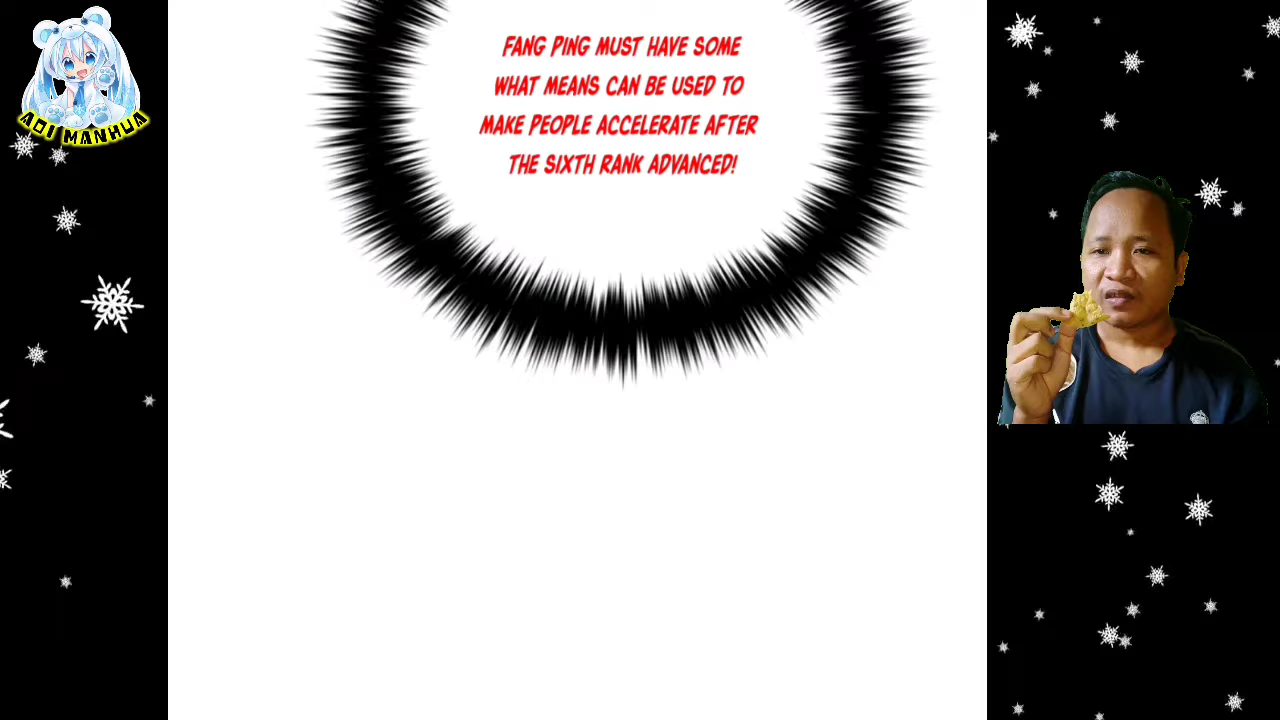 AOI MANHUA
FANG PING MUST HAVE SOME
WHAT MEANS CAN BE USED TO
MAKE PEOPLE ACCELERATE AFTER
THE SIXTH RANK ADVANCED!